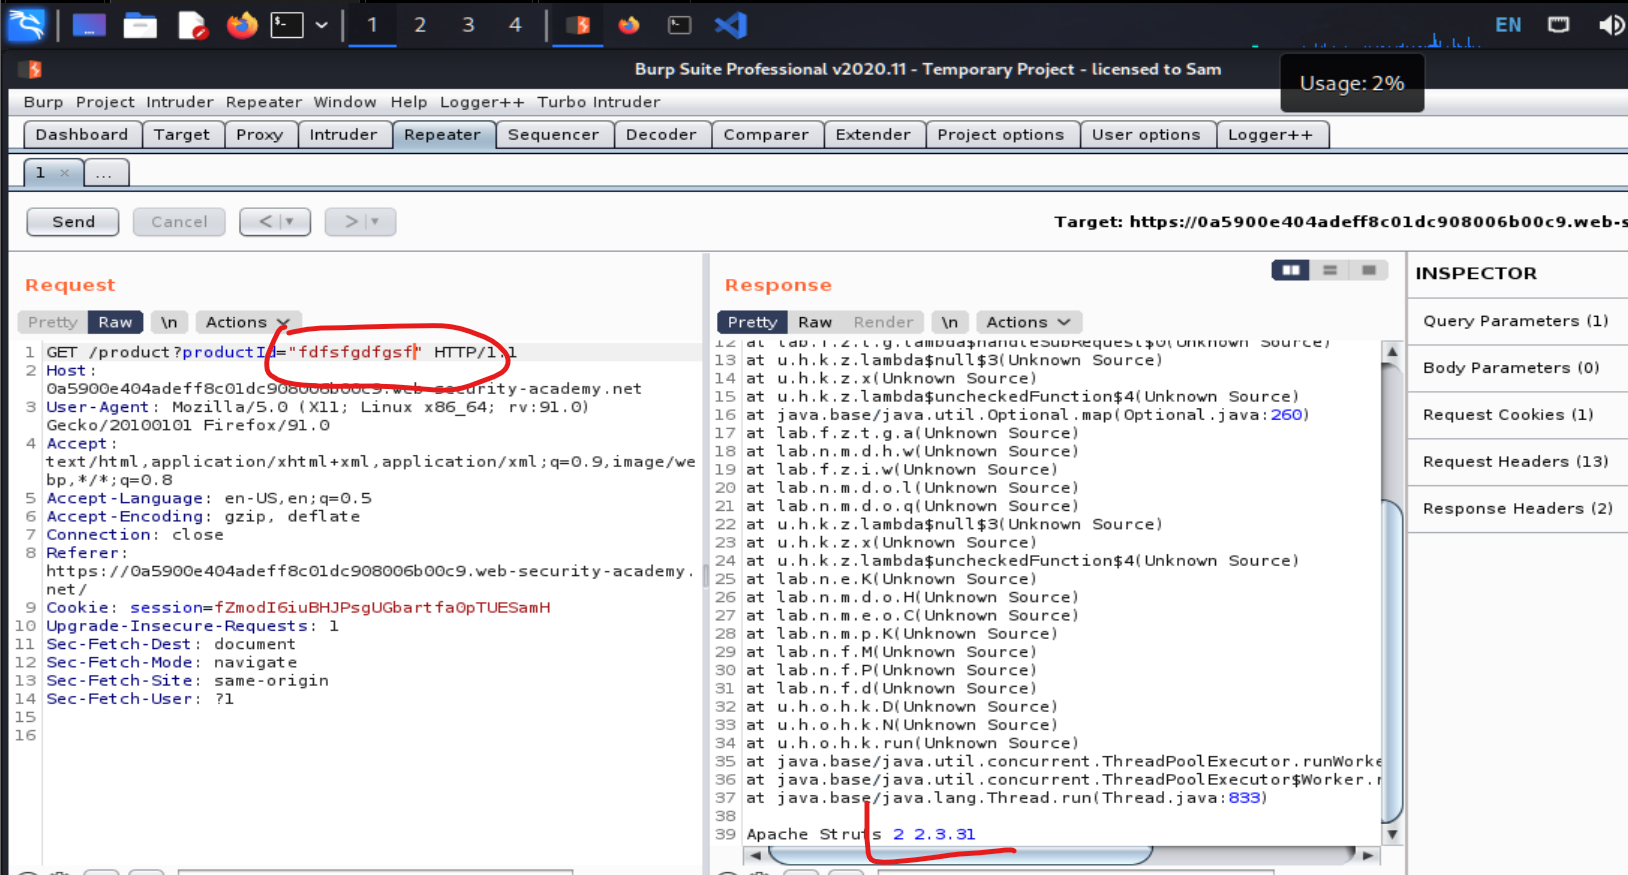 1 2 3 4 EN
Burp Suite Professional v2020.11 - Temporary Project - licensed to Sam
Usage: 2%
Burp Project Intruder Repeater Window Help Logger++ Turbo Intruder
Dashboard Target Proxy Intruder Repeater Sequencer Decoder Comparer Extender Project options User options Logger++
1 × ...
Send Cancel < > Target: https://0a5900e404adeff8c01dc908006b00c9.web-s
Request
Pretty Raw \n Actions
1 GET /product?productId="fdfsfgdfgsf" HTTP/1.1
2 Host:
0a5900e404adeff8c01dc908006b00c9.web-security-academy.net
3 User-Agent: Mozilla/5.0 (X11; Linux x86_64; rv:91.0)
Gecko/20100101 Firefox/91.0
4 Accept:
text/html,application/xhtml+xml,application/xml;q=0.9,image/we
bp,*/*;q=0.8
5 Accept-Language: en-US,en;q=0.5
6 Accept-Encoding: gzip, deflate
7 Connection: close
8 Referer:
https://0a5900e404adeff8c01dc908006b00c9.web-security-academy.
net/
9 Cookie: session=fZmodI6iuBHJPsgUGbartfa0pTUESamH
10 Upgrade-Insecure-Requests: 1
11 Sec-Fetch-Dest: document
12 Sec-Fetch-Mode: navigate
13 Sec-Fetch-Site: same-origin
14 Sec-Fetch-User: ?1
15
16
Response
Pretty Raw Render \n Actions
12 at lab.f.z.t.g.lambda$handleSubRequest$0(Unknown Source)
13 at u.h.k.z.lambda$null$3(Unknown Source)
14 at u.h.k.z.x(Unknown Source)
15 at u.h.k.z.lambda$uncheckedFunction$4(Unknown Source)
16 at java.base/java.util.Optional.map(Optional.java:260)
17 at lab.f.z.t.g.a(Unknown Source)
18 at lab.n.m.d.h.w(Unknown Source)
19 at lab.f.z.i.w(Unknown Source)
20 at lab.n.m.d.o.l(Unknown Source)
21 at lab.n.m.d.o.q(Unknown Source)
22 at u.h.k.z.lambda$null$3(Unknown Source)
23 at u.h.k.z.x(Unknown Source)
24 at u.h.k.z.lambda$uncheckedFunction$4(Unknown Source)
25 at lab.n.e.K(Unknown Source)
26 at lab.n.m.d.o.H(Unknown Source)
27 at lab.n.m.e.o.C(Unknown Source)
28 at lab.n.m.p.K(Unknown Source)
29 at lab.n.f.M(Unknown Source)
30 at lab.n.f.P(Unknown Source)
31 at lab.n.f.d(Unknown Source)
32 at u.h.o.h.k.D(Unknown Source)
33 at u.h.o.h.k.N(Unknown Source)
34 at u.h.o.h.k.run(Unknown Source)
35 at java.base/java.util.concurrent.ThreadPoolExecutor.runWorke
36 at java.base/java.util.concurrent.ThreadPoolExecutor$Worker.r
37 at java.base/java.lang.Thread.run(Thread.java:833)
38
39 Apache Struts 2 2.3.31
INSPECTOR
Query Parameters (1)
Body Parameters (0)
Request Cookies (1)
Request Headers (13)
Response Headers (2)